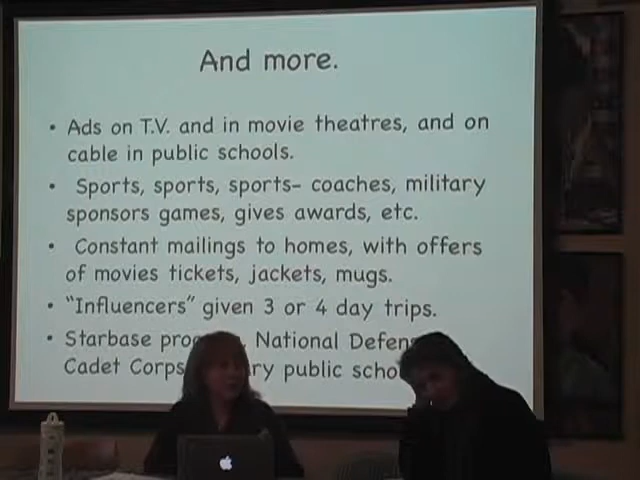 And more.
• Ads on T.V. and in movie theatres, and on
cable in public schools.
• Sports, sports, sports- coaches, military
sponsors games, gives awards, etc.
• Constant mailings to homes, with offers
of movies tickets, jackets, mugs.
• "Influencers" given 3 or 4 day trips.
• Starbase National
Cadet Corps public